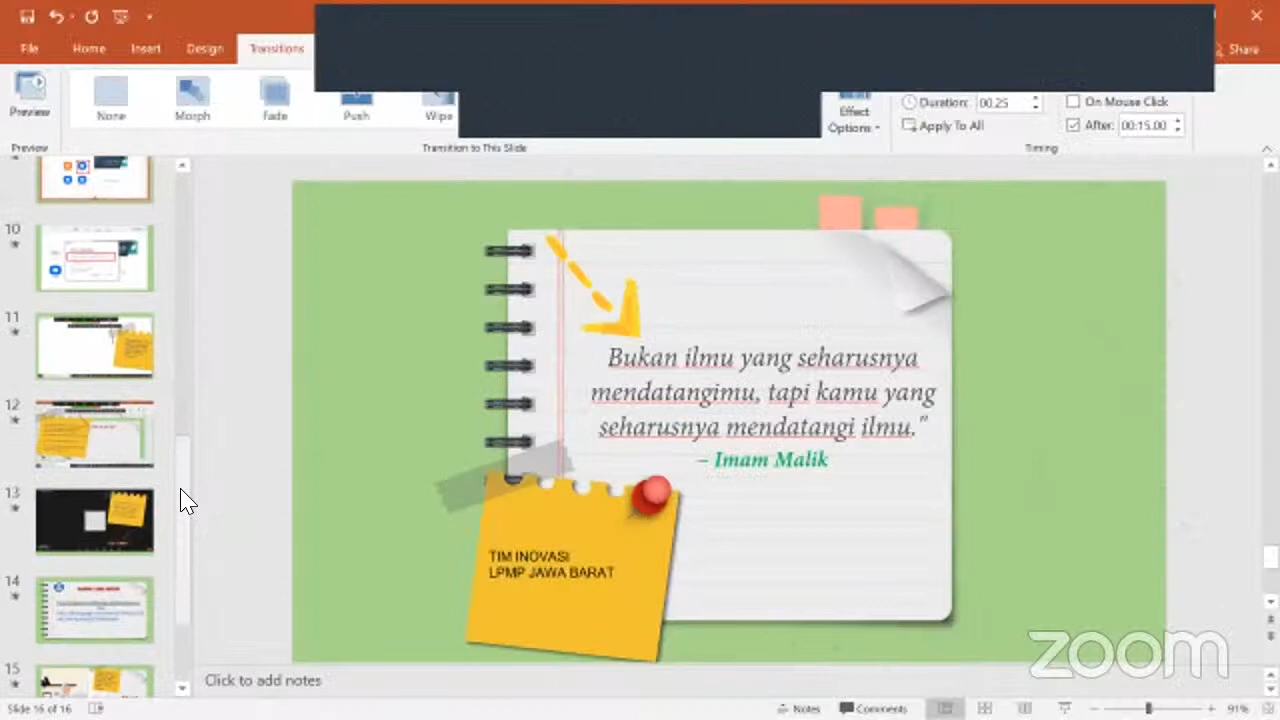 File Home Insert Design Transitions Share
Preview None Morph Fade Push Wipe Effect Options Duration: 00.25 On Mouse Click
Apply To All After: 00:15.00
Preview Transition to This Slide Timing
10
11
12
13
14
15
Bukan ilmu yang seharusnya
mendatangimu, tapi kamu yang
seharusnya mendatangi ilmu."
– Imam Malik
TIM INOVASI
LPMP JAWA BARAT
zoom
Click to add notes
Slide 16 of 16 Notes Comments 91%